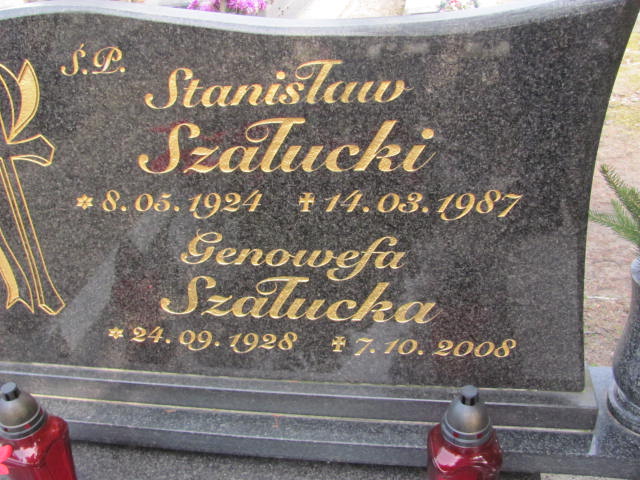 Ś.P.
Stanisław
Szałucki
* 8.05.1924 ✝ 14.03.1987
Genowefa
Szałucka
* 24.09.1928 ✝ 7.10.2008